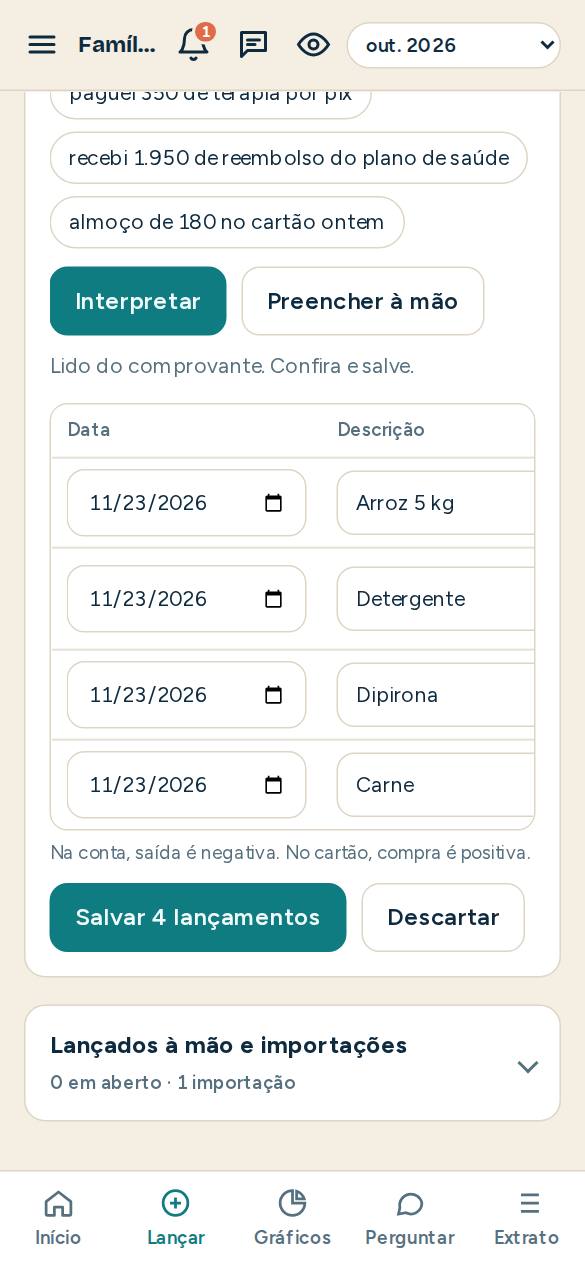 Famíl...
1
out. 2026
paguei 350 de terapia por pix
recebi 1.950 de reembolso do plano de saúde
almoço de 180 no cartão ontem
Interpretar
Preencher à mão
Lido do comprovante. Confira e salve.
Data Descrição
11/23/2026 Arroz 5 kg
11/23/2026 Detergente
11/23/2026 Dipirona
11/23/2026 Carne
Na conta, saída é negativa. No cartão, compra é positiva.
Salvar 4 lançamentos
Descartar
Lançados à mão e importações
0 em aberto · 1 importação
Início Lançar Gráficos Perguntar Extrato